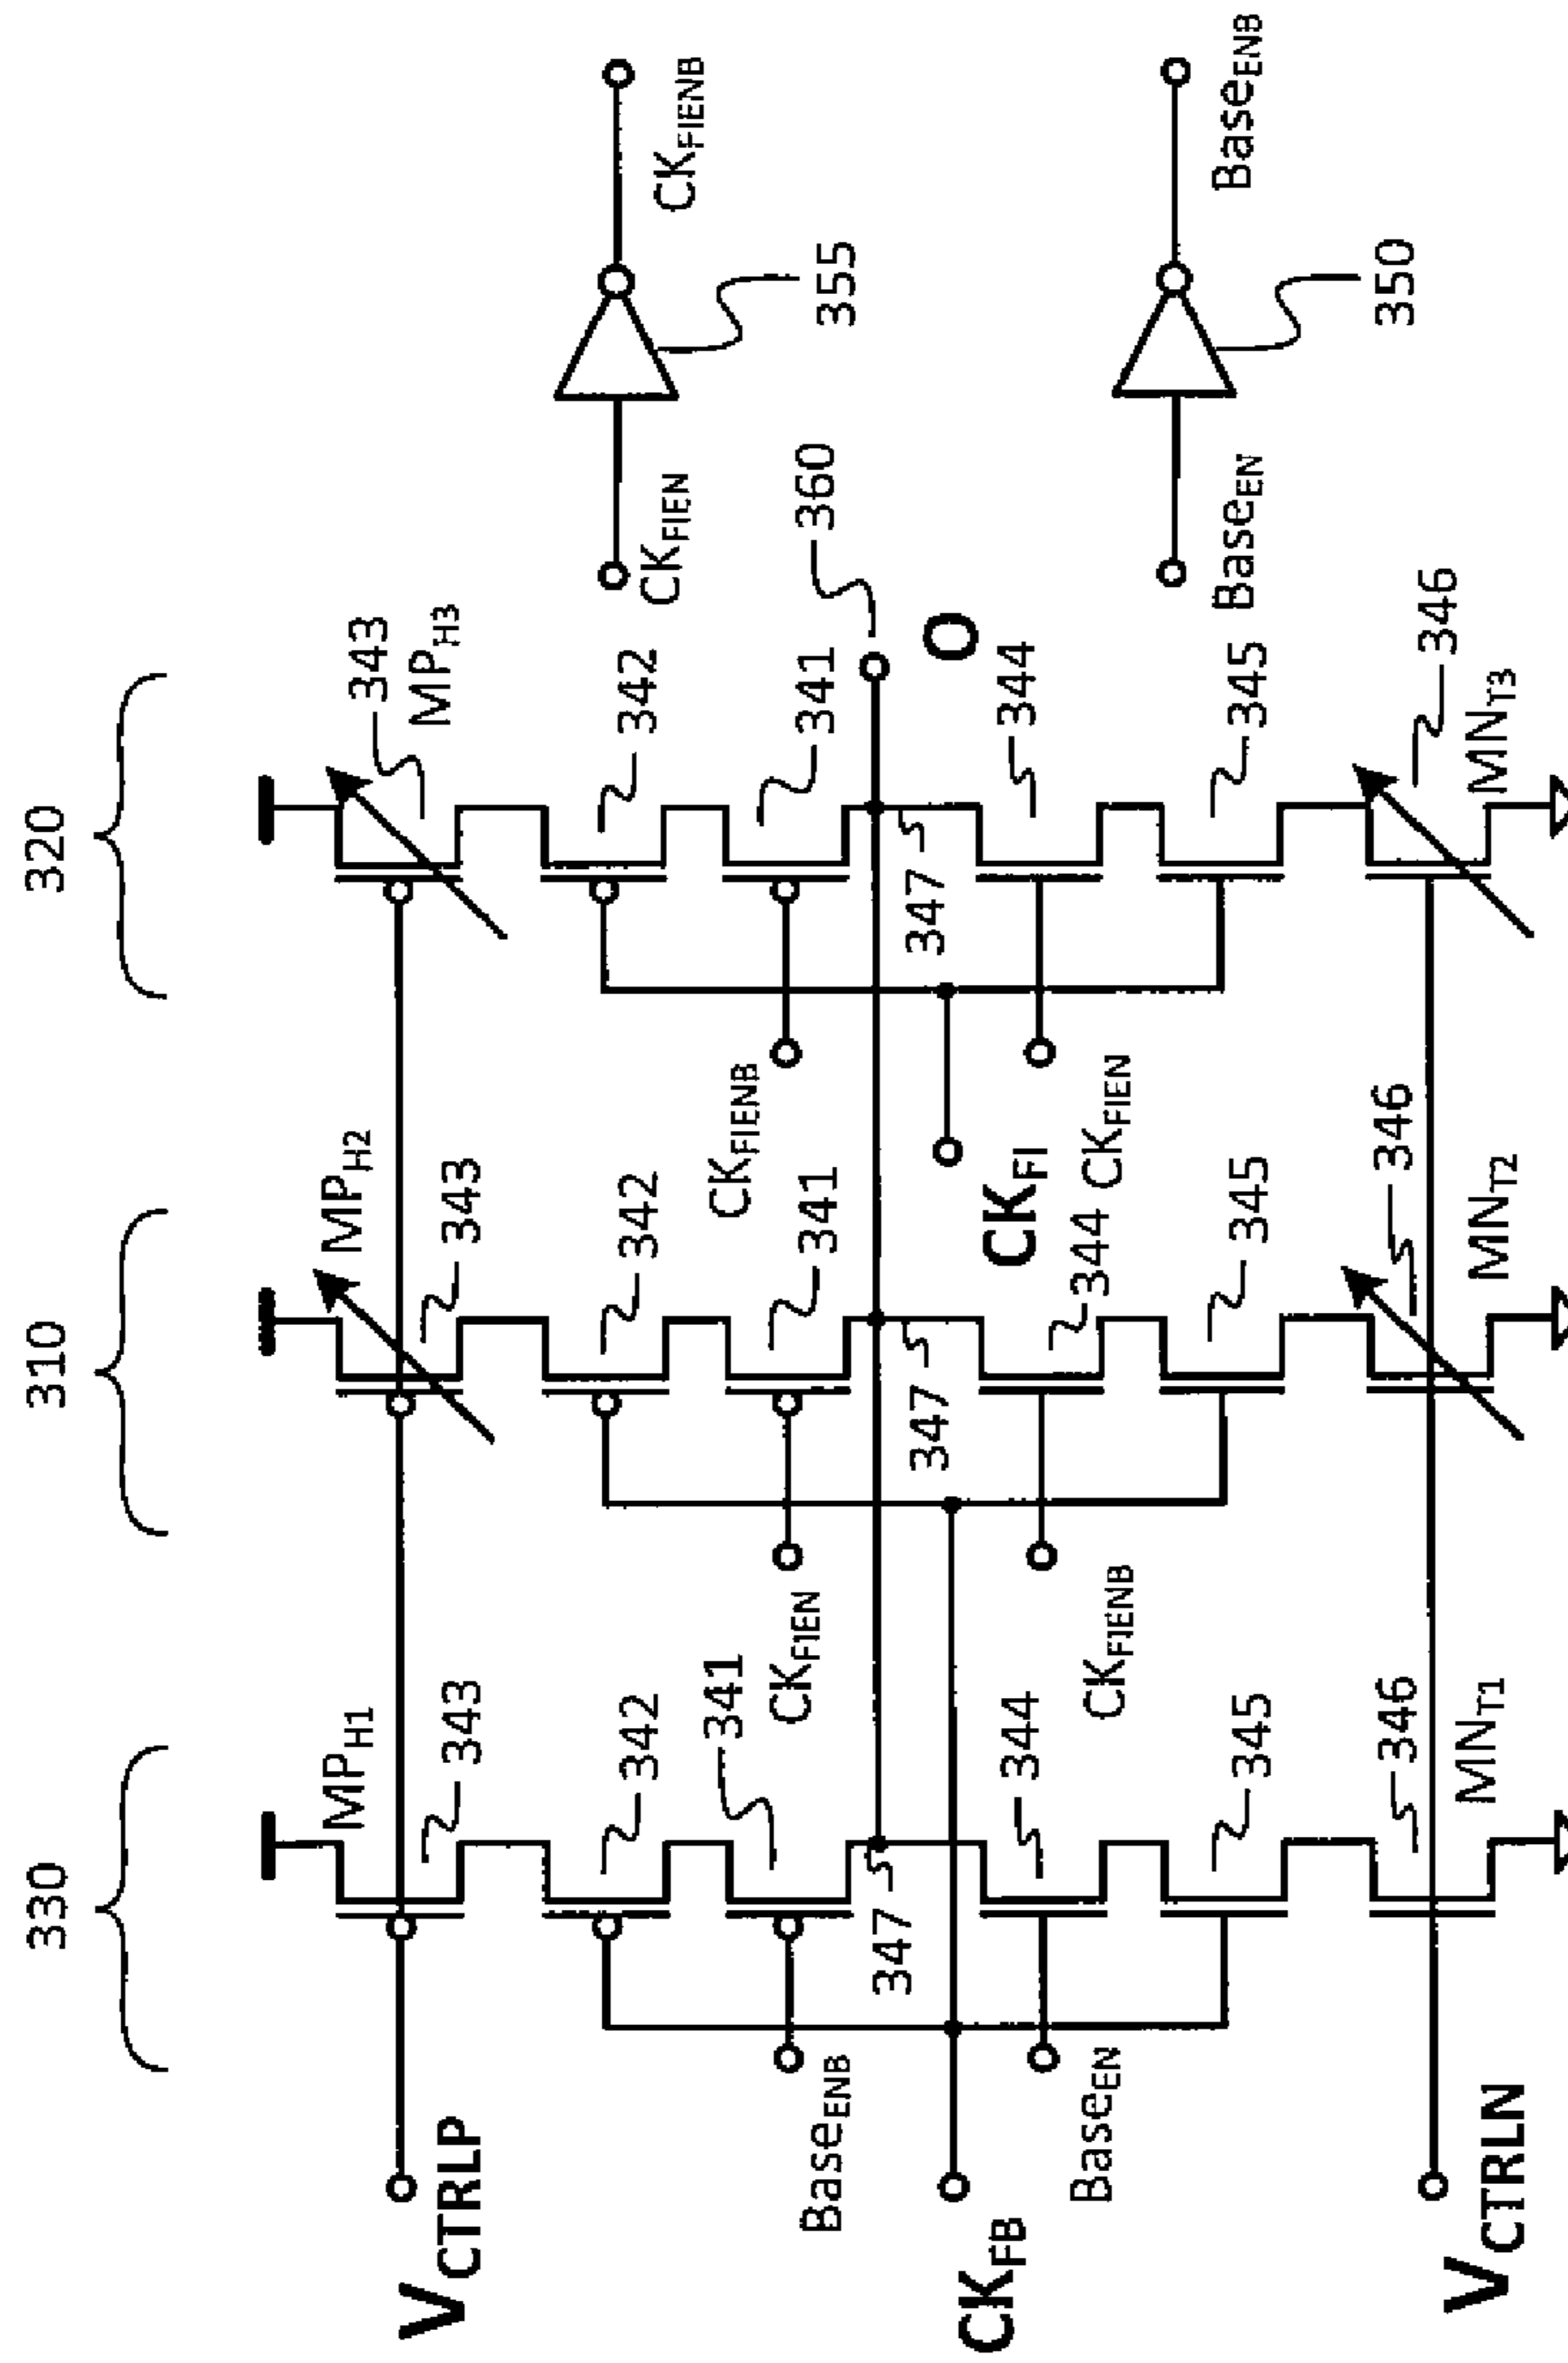 330
310
320
MP_H1
MP_H2
343
343
343
MP_H3
V_CTRLP
342
342
342
CK_FIEN
CK_FIENB
355
341
341
341
Base_ENB
CK_FIEN
CK_FIENB
360
347
347
347
O
CK_FB
CK_FI
344
344
344
Base_EN
CK_FIENB
CK_FIEN
345
345
345
Base_EN
Base_ENB
350
346
346
346
V_CTRLN
MN_T1
MN_T2
MN_T3